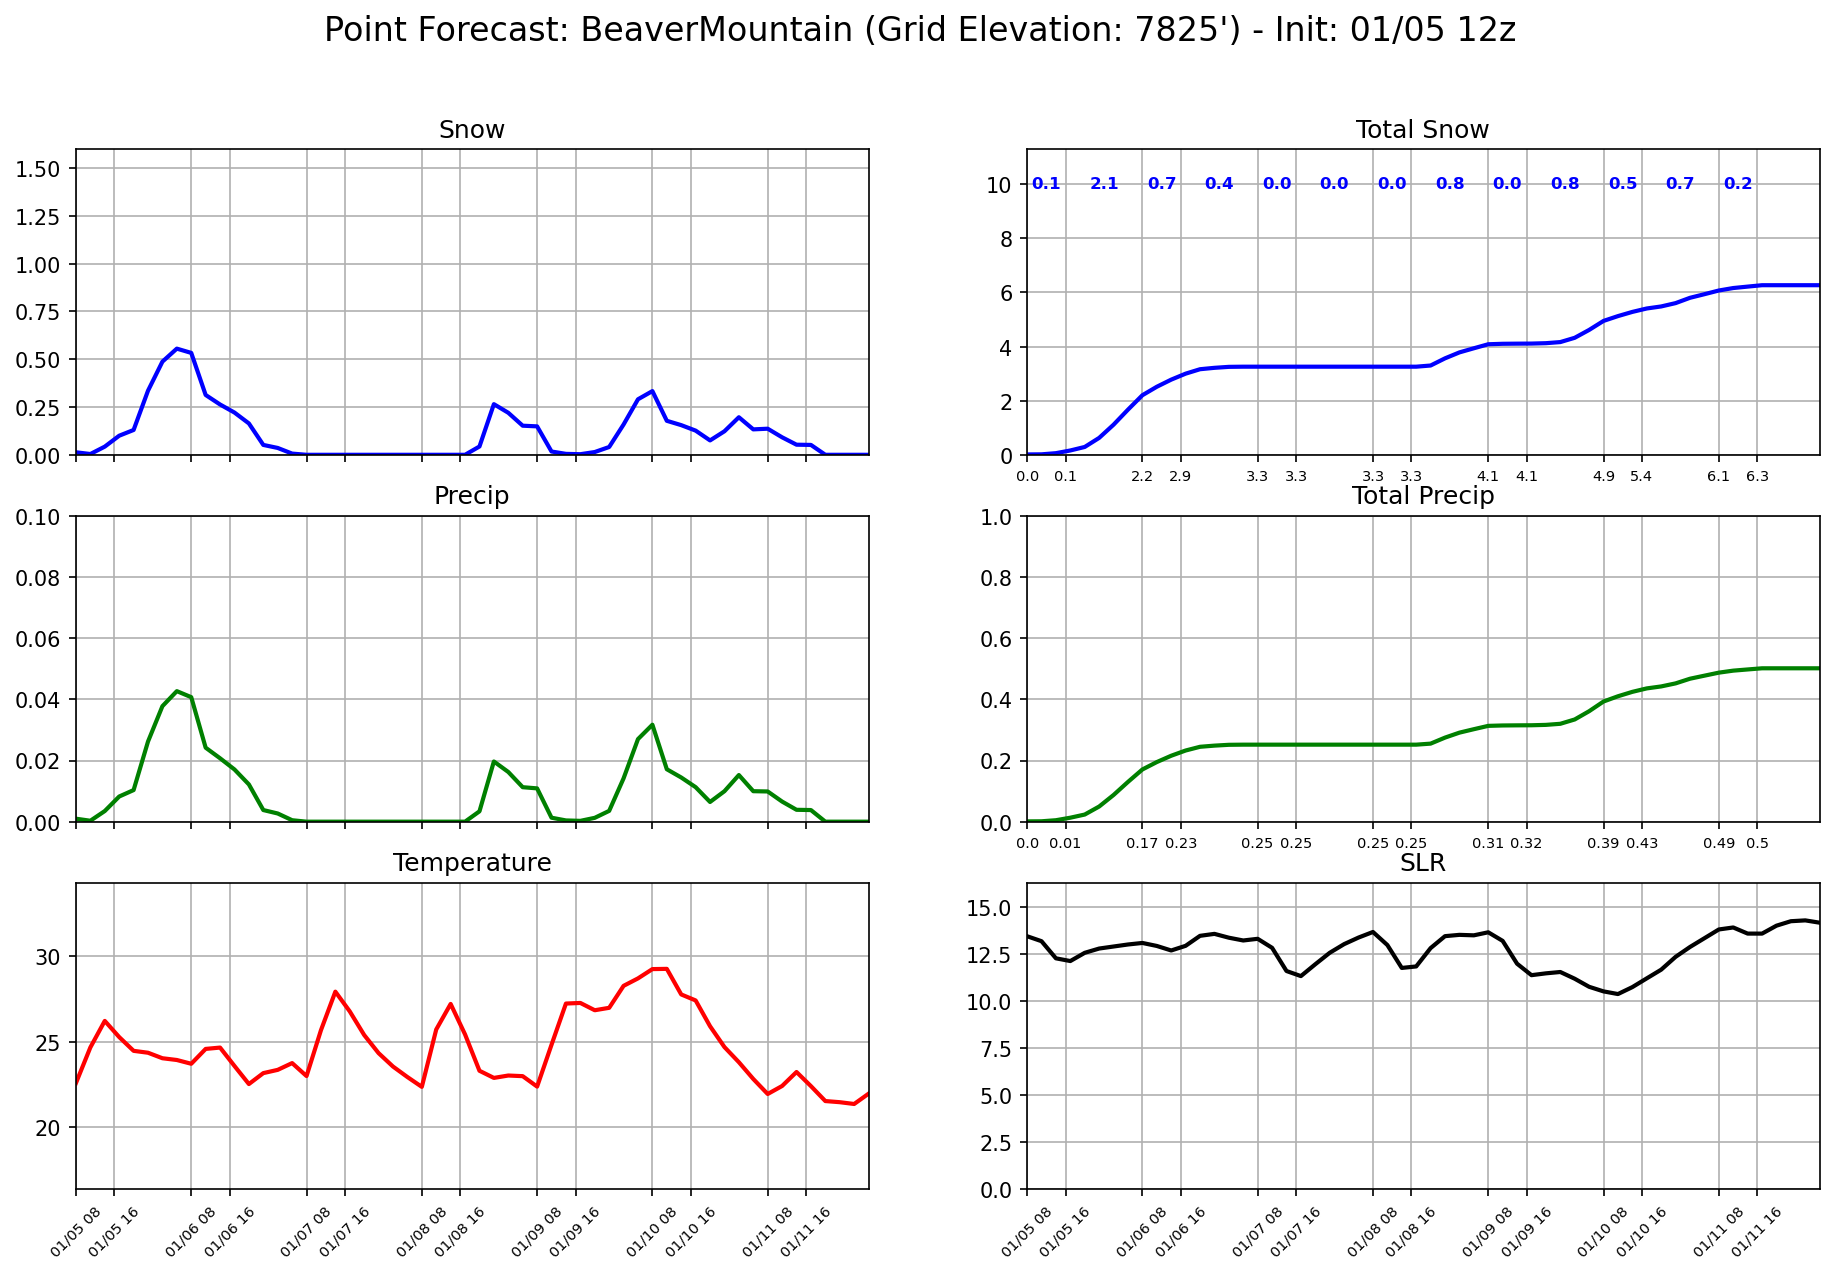 Point Forecast: BeaverMountain (Grid Elevation: 7825') - Init: 01/05 12z
Snow
1.50
1.25
1.00
0.75
0.50
0.25
0.00
Total Snow
10
8
6
4
2
0
0.1 2.1 0.7 0.4 0.0 0.0 0.0 0.8 0.0 0.8 0.5 0.7 0.2
0.0 0.1 2.2 2.9 3.3 3.3 3.3 3.3 4.1 4.1 4.9 5.4 6.1 6.3
Precip
0.10
0.08
0.06
0.04
0.02
0.00
Total Precip
1.0
0.8
0.6
0.4
0.2
0.0
0.0 0.01 0.17 0.23 0.25 0.25 0.25 0.25 0.31 0.32 0.39 0.43 0.49 0.5
Temperature
30
25
20
01/05 08 01/05 16 01/06 08 01/06 16 01/07 08 01/07 16 01/08 08 01/08 16 01/09 08 01/09 16 01/10 08 01/10 16 01/11 08 01/11 16
SLR
15.0
12.5
10.0
7.5
5.0
2.5
0.0
01/05 08 01/05 16 01/06 08 01/06 16 01/07 08 01/07 16 01/08 08 01/08 16 01/09 08 01/09 16 01/10 08 01/10 16 01/11 08 01/11 16